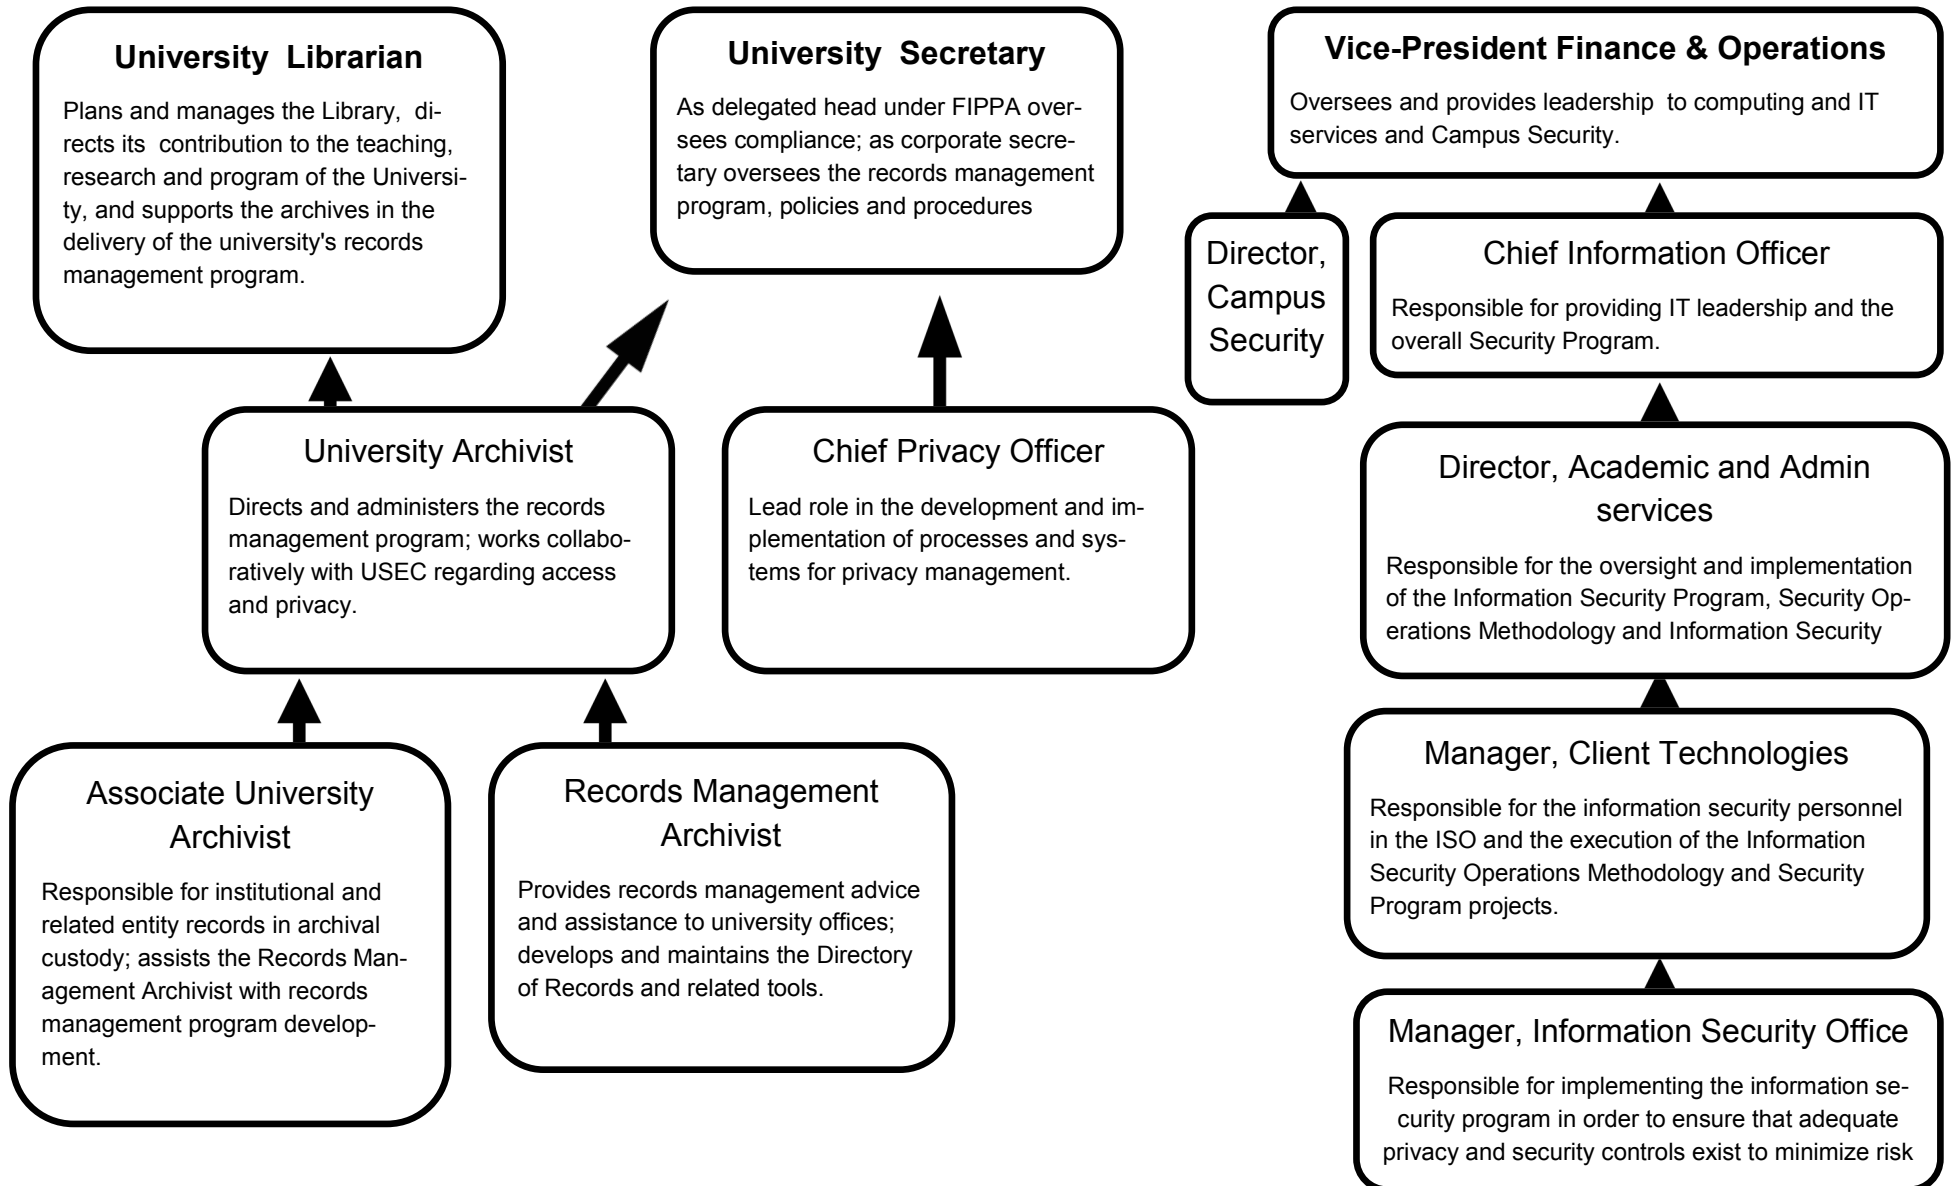 University  Librarian
Plans and manages the Library,  di-
rects its  contribution to the teaching,
research and program of the Universi-
ty, and supports the archives in the
delivery of the university's records
management program.
University  Secretary
As delegated head under FIPPA over-
sees compliance; as corporate secre-
tary oversees the records management
program, policies and procedures
Vice-President Finance & Operations
Oversees and provides leadership  to computing and IT
services and Campus Security.
Director,
Campus
Security
Chief Information Officer
Responsible for providing IT leadership and the
overall Security Program.
University Archivist
Directs and administers the records
management program; works collabo-
ratively with USEC regarding access
and privacy.
Chief Privacy Officer
Lead role in the development and im-
plementation of processes and sys-
tems for privacy management.
Director, Academic and Admin
services
Responsible for the oversight and implementation
of the Information Security Program, Security Op-
erations Methodology and Information Security
Associate University
Archivist
Responsible for institutional and
related entity records in archival
custody; assists the Records Man-
agement Archivist with records
management program develop-
ment.
Records Management
Archivist
Provides records management advice
and assistance to university offices;
develops and maintains the Directory
of Records and related tools.
Manager, Client Technologies
Responsible for the information security personnel
in the ISO and the execution of the Information
Security Operations Methodology and Security
Program projects.
Manager, Information Security Office
Responsible for implementing the information se-
curity program in order to ensure that adequate
privacy and security controls exist to minimize risk